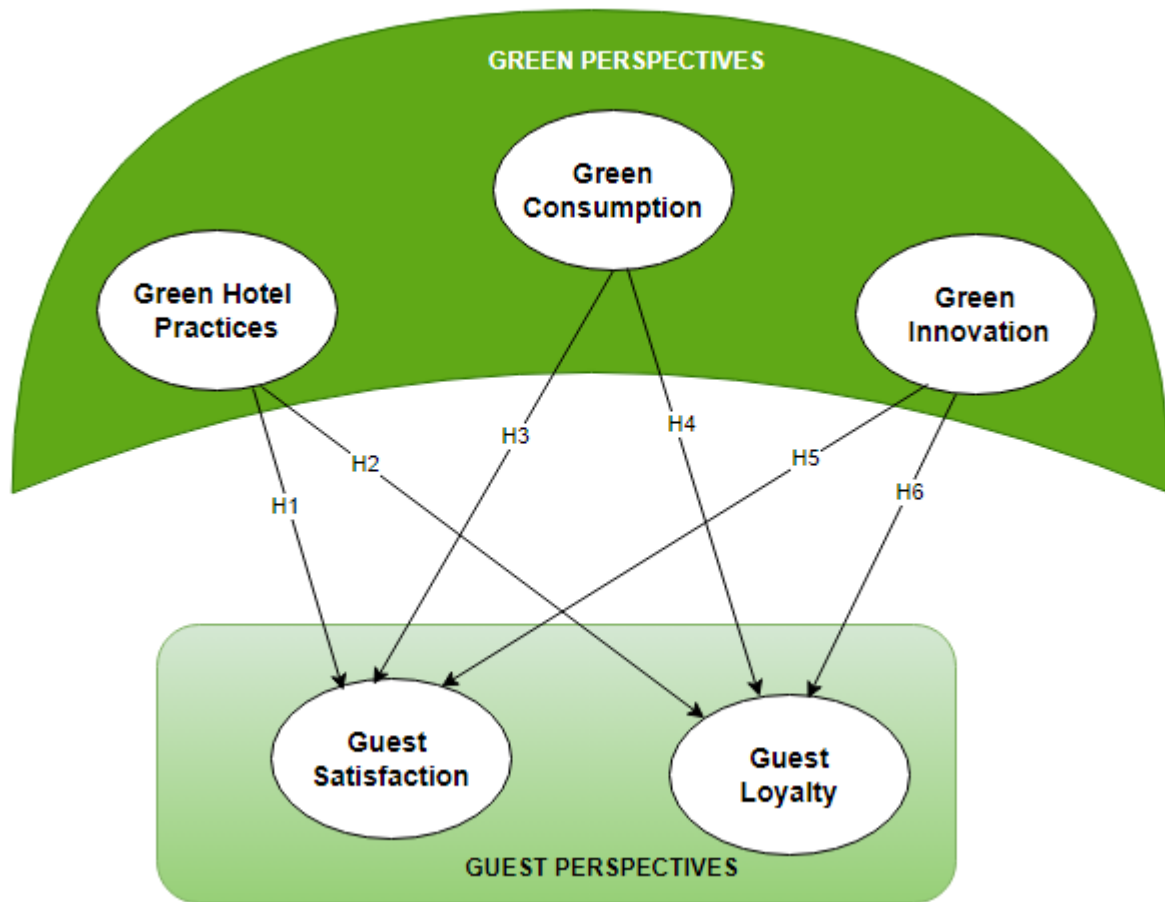 GREEN PERSPECTIVES
Green
Consumption
Green Hotel
Practices
Green
Innovation
H1
H2
H3
H4
H5
H6
Guest
Satisfaction
Guest
Loyalty
GUEST PERSPECTIVES